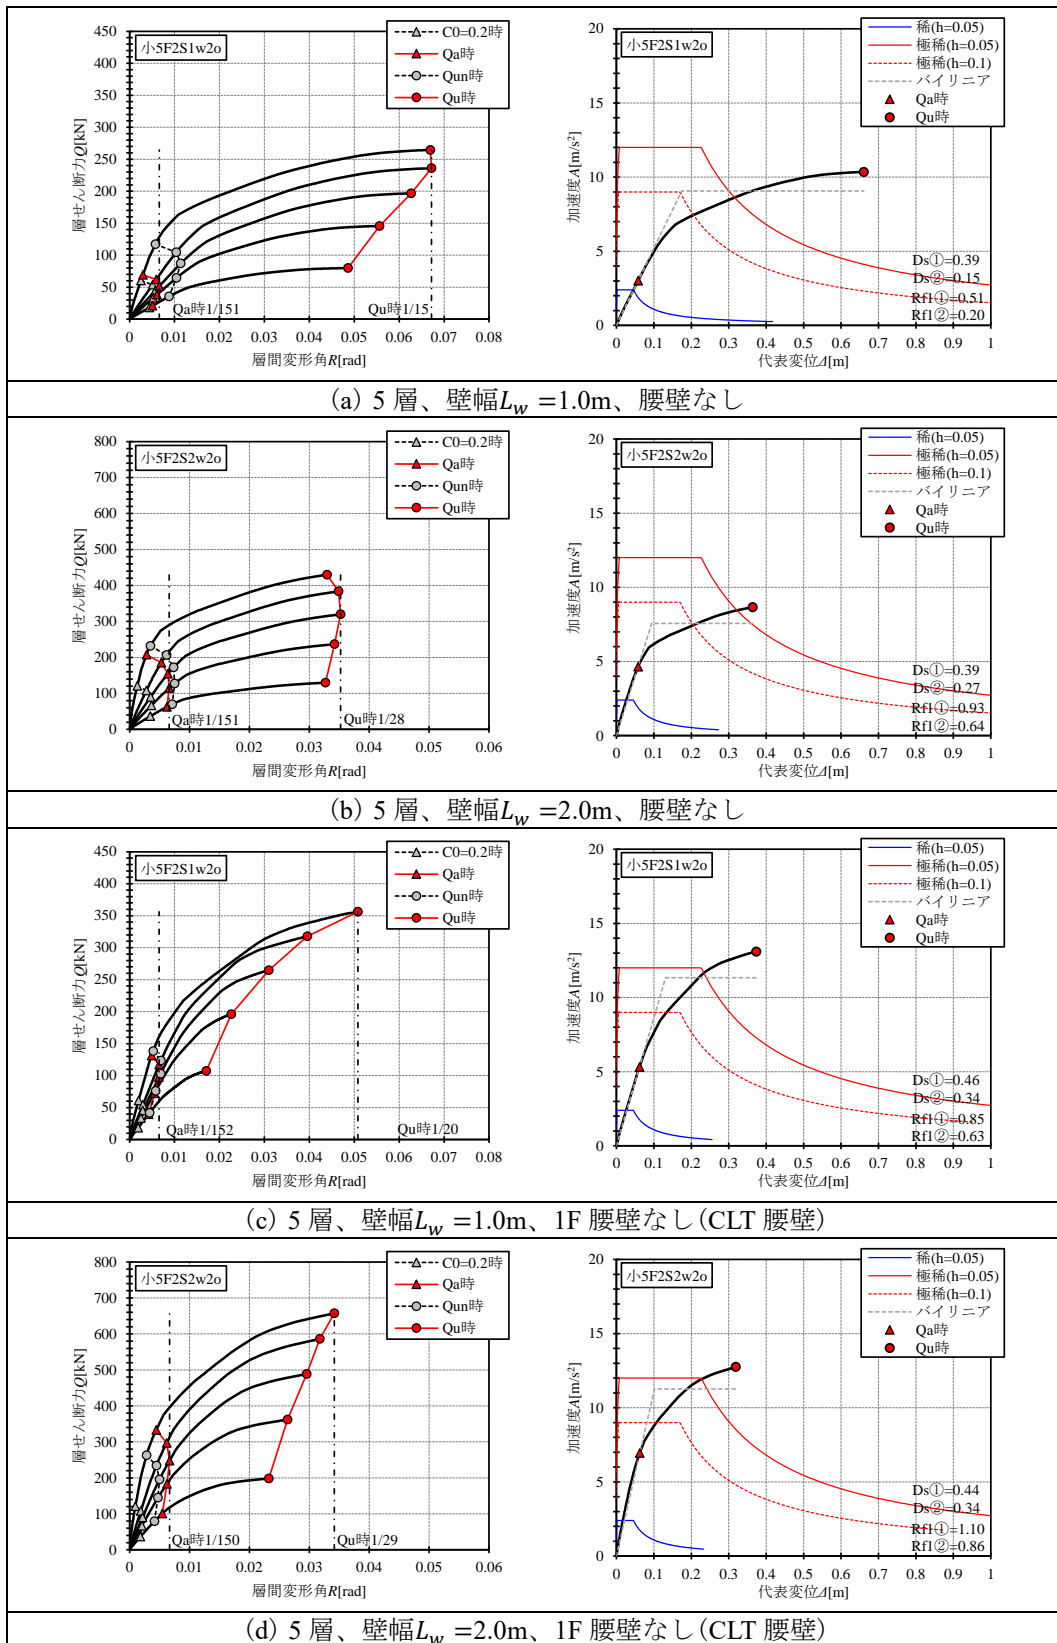 450
400
350
300
250
200
150
100
50
0
層せん断力Q[kN]
小5F2S1w2o
C0=0.2時
Qa時
Qun時
Qu時
Qa時1/151
Qu時1/15
0 0.01 0.02 0.03 0.04 0.05 0.06 0.07 0.08
層間変形角R[rad]
20
15
10
5
0
加速度A[m/s²]
小5F2S1w2o
稀(h=0.05)
極稀(h=0.05)
極稀(h=0.1)
バイリニア
Qa時
Qu時
Ds①=0.39
Ds②=0.15
Rf1①=0.51
Rf1②=0.20
0 0.1 0.2 0.3 0.4 0.5 0.6 0.7 0.8 0.9 1
代表変位Δ[m]
(a) 5 層、壁幅L_w =1.0m、腰壁なし
800
700
600
500
400
300
200
100
0
層せん断力Q[kN]
小5F2S2w2o
C0=0.2時
Qa時
Qun時
Qu時
Qa時1/151
Qu時1/28
0 0.01 0.02 0.03 0.04 0.05 0.06
層間変形角R[rad]
20
15
10
5
0
加速度A[m/s²]
小5F2S2w2o
稀(h=0.05)
極稀(h=0.05)
極稀(h=0.1)
バイリニア
Qa時
Qu時
Ds①=0.39
Ds②=0.27
Rf1①=0.93
Rf1②=0.64
0 0.1 0.2 0.3 0.4 0.5 0.6 0.7 0.8 0.9 1
代表変位Δ[m]
(b) 5 層、壁幅L_w =2.0m、腰壁なし
450
400
350
300
250
200
150
100
50
0
層せん断力Q[kN]
小5F2S1w2o
C0=0.2時
Qa時
Qun時
Qu時
Qa時1/152
Qu時1/20
0 0.01 0.02 0.03 0.04 0.05 0.06 0.07 0.08
層間変形角R[rad]
20
15
10
5
0
加速度A[m/s²]
小5F2S1w2o
稀(h=0.05)
極稀(h=0.05)
極稀(h=0.1)
バイリニア
Qa時
Qu時
Ds①=0.46
Ds②=0.34
Rf1①=0.85
Rf1②=0.63
0 0.1 0.2 0.3 0.4 0.5 0.6 0.7 0.8 0.9 1
代表変位Δ[m]
(c) 5 層、壁幅L_w =1.0m、1F 腰壁なし(CLT 腰壁)
800
700
600
500
400
300
200
100
0
層せん断力Q[kN]
小5F2S2w2o
C0=0.2時
Qa時
Qun時
Qu時
Qa時1/150
Qu時1/29
0 0.01 0.02 0.03 0.04 0.05 0.06
層間変形角R[rad]
20
15
10
5
0
加速度A[m/s²]
小5F2S2w2o
稀(h=0.05)
極稀(h=0.05)
極稀(h=0.1)
バイリニア
Qa時
Qu時
Ds①=0.44
Ds②=0.34
Rf1①=1.10
Rf1②=0.86
0 0.1 0.2 0.3 0.4 0.5 0.6 0.7 0.8 0.9 1
代表変位Δ[m]
(d) 5 層、壁幅L_w =2.0m、1F 腰壁なし(CLT 腰壁)